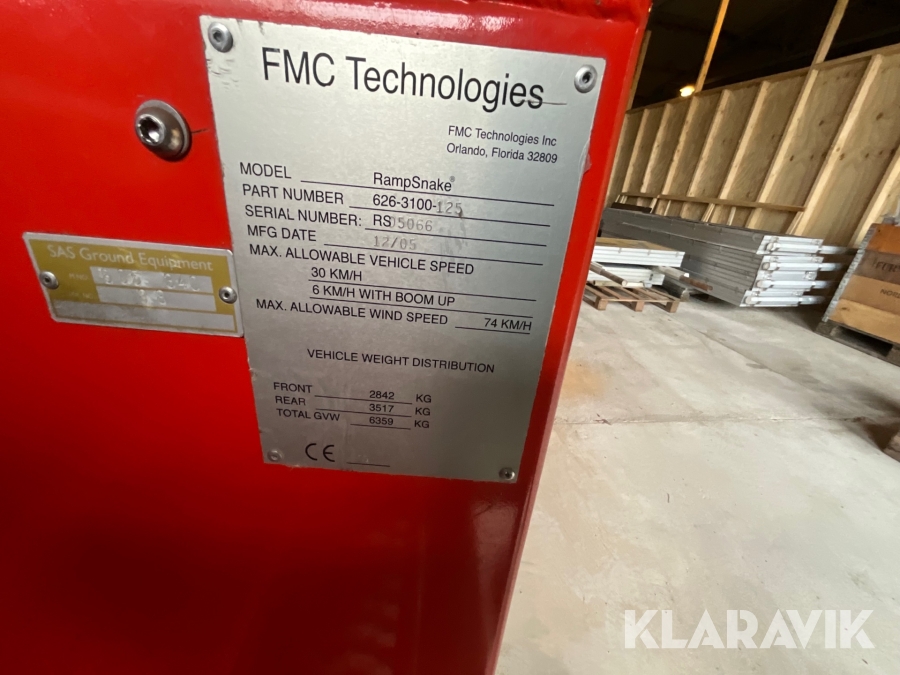 FMC Technologies
FMC Technologies Inc
Orlando, Florida 32809
MODEL RampSnake®
PART NUMBER 626-3100-125
SERIAL NUMBER: RS05066
MFG DATE 12/05
MAX. ALLOWABLE VEHICLE SPEED
30 KM/H
6 KM/H WITH BOOM UP
MAX. ALLOWABLE WIND SPEED 74 KM/H
VEHICLE WEIGHT DISTRIBUTION
FRONT 2842 KG
REAR 3517 KG
TOTAL GVW 6359 KG
CE
SAS Ground Equipment
KLARAVIK